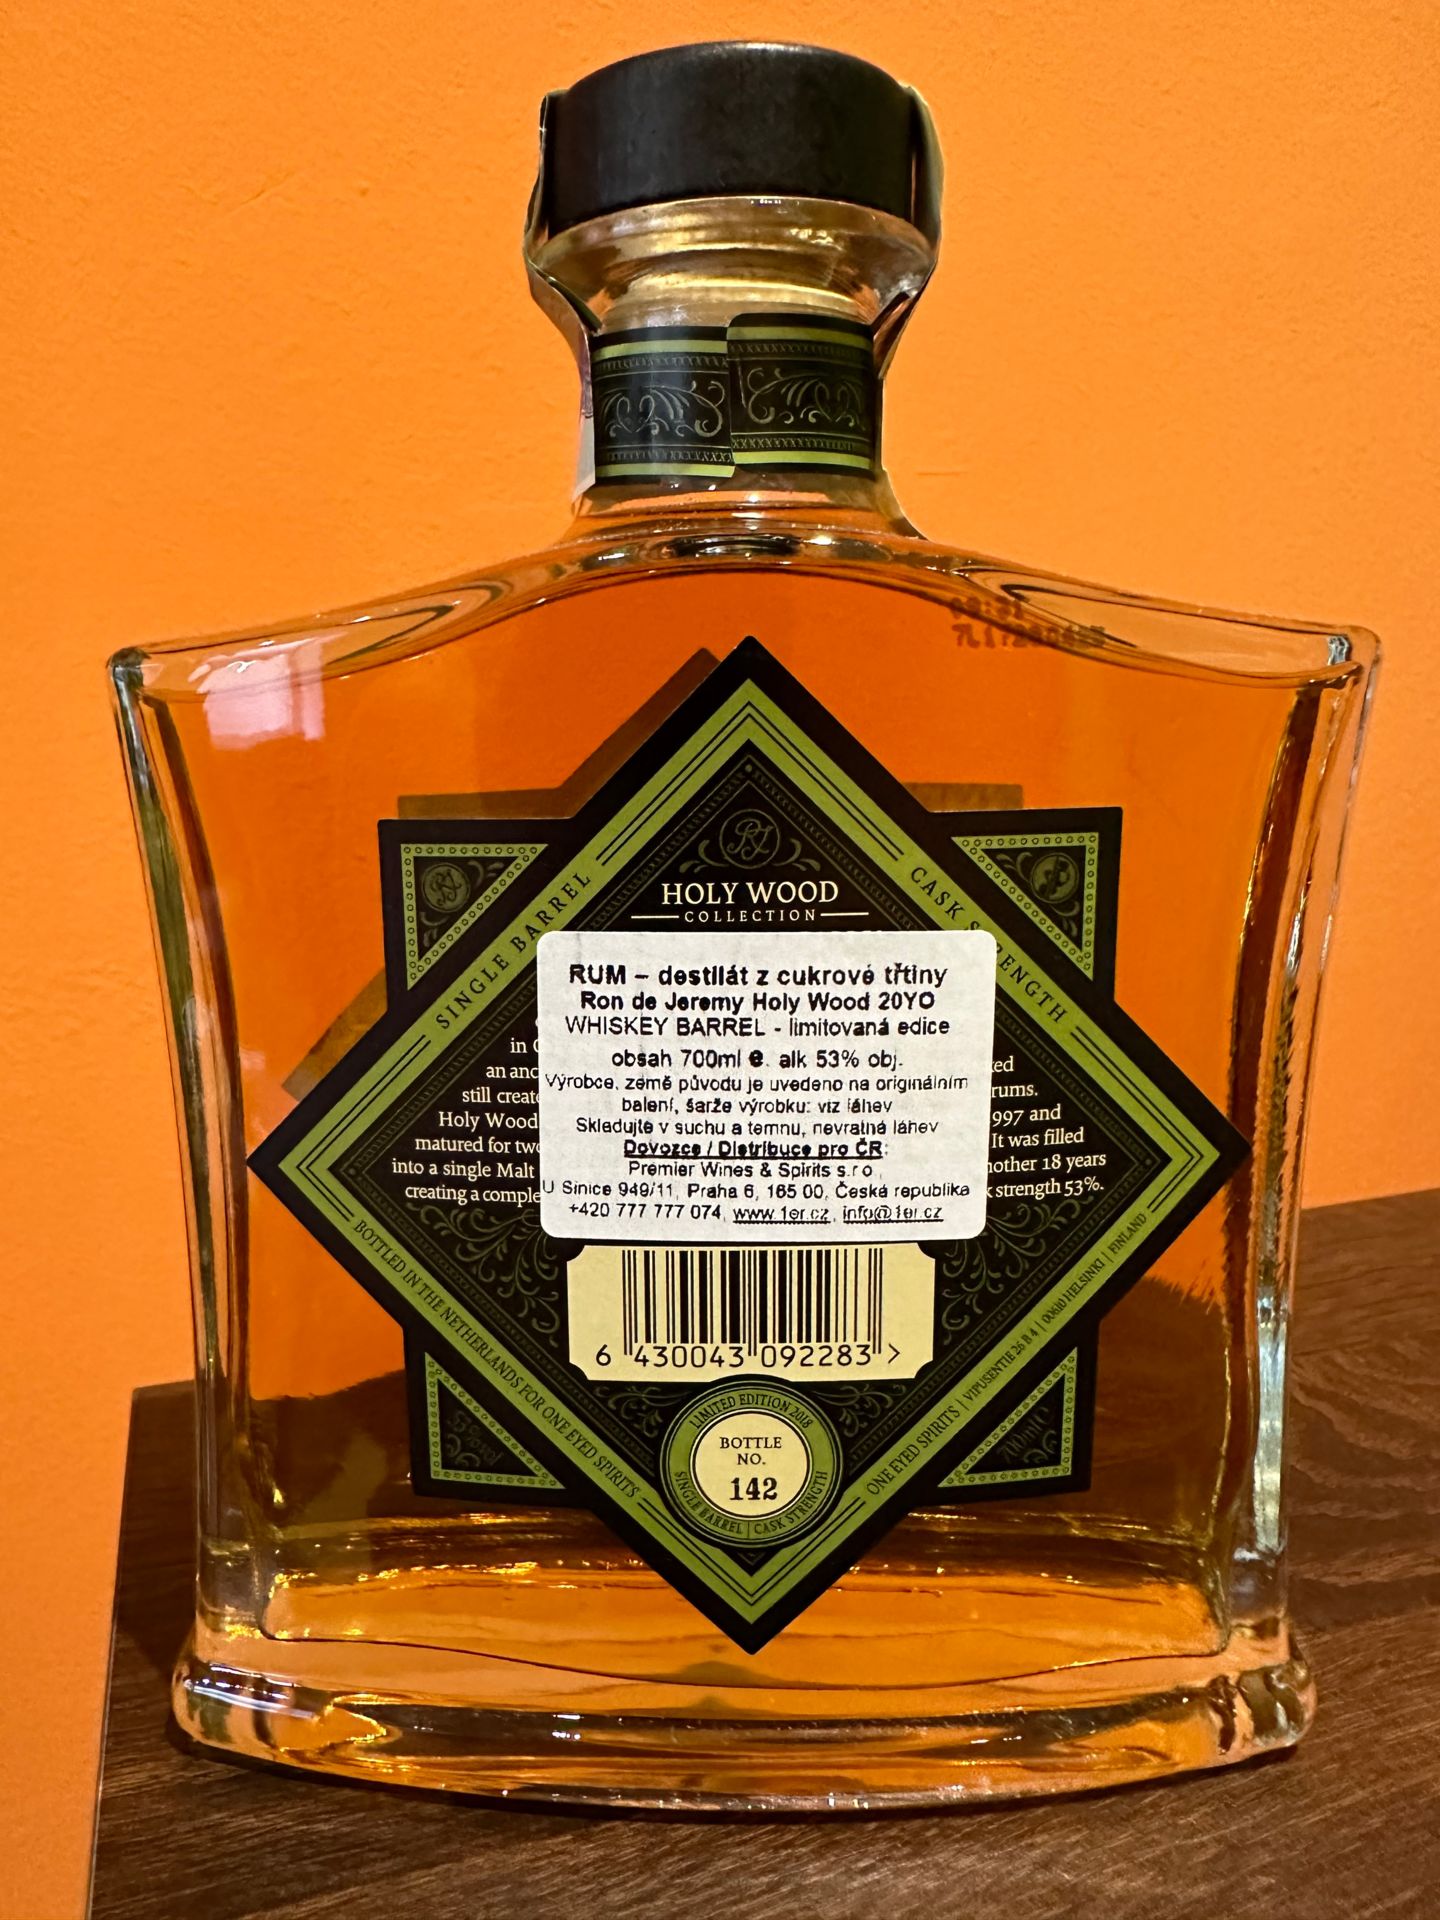 HOLY WOOD
COLLECTION
SINGLE BARREL
CASK STRENGTH
RUM – destilát z cukrové třtiny
Ron de Jeremy Holy Wood 20YO
WHISKEY BARREL - limitovaná edice
obsah 700ml e. alk 53% obj.
Výrobce, země původu je uvedeno na originálním
balení, šarže výrobku: viz láhev
Skladujte v suchu a temnu, nevratná láhev
Dovozce / Distribuce pro ČR:
Premier Wines & Spirits s.r.o.,
U Sinice 949/11, Praha 6, 165 00, Česká republika
+420 777 777 074, www.1er.cz, info@1er.cz
in
an
still
Holy Wood
matured for
into a single Malt
creating a
rums.
and
It was filled
18 years
strength 53%.
6 430043 092283 >
BOTTLED IN THE NETHERLANDS FOR ONE EYED SPIRITS
ONE EYED SPIRITS | VIPUSENTIE 26 B 4 | 00610 HELSINKI | FINLAND
LIMITED EDITION 2018
BOTTLE
NO.
142
SINGLE BARREL | CASK STRENGTH
700ml